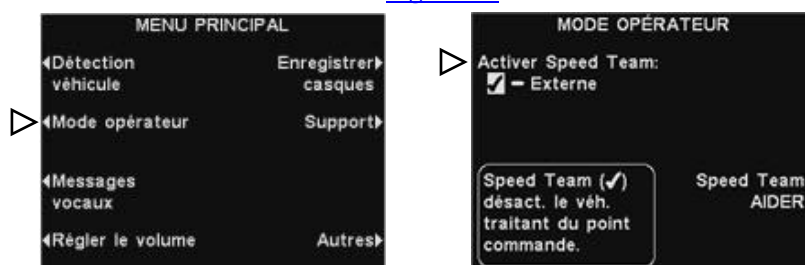 MENU PRINCIPAL
Détection
véhicule
Enregistrer
casques
Mode opérateur
Support
Messages
vocaux
Régler le volume
Autres
MODE OPÉRATEUR
Activer Speed Team:
✓ – Externe
Speed Team (✓)
désact. le véh.
traitant du point
commande.
Speed Team
AIDER